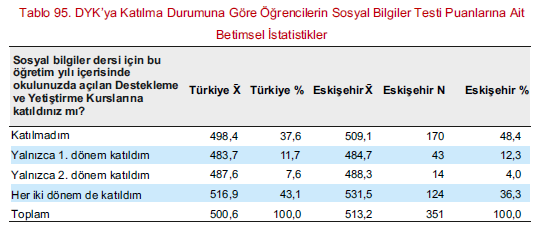 Tablo 95. DYK'ya Katılma Durumuna Göre Öğrencilerin Sosyal Bilgiler Testi Puanlarına Ait
Betimsel İstatistikler
Sosyal bilgiler dersi için bu
öğretim yılı içerisinde
okulunuzda açılan Destekleme
ve Yetiştirme Kurslarına
katıldınız mı?
Türkiye X̄ Türkiye % Eskişehir X̄ Eskişehir N Eskişehir %
Katılmadım 498,4 37,6 509,1 170 48,4
Yalnızca 1. dönem katıldım 483,7 11,7 484,7 43 12,3
Yalnızca 2. dönem katıldım 487,6 7,6 488,3 14 4,0
Her iki dönem de katıldım 516,9 43,1 531,5 124 36,3
Toplam 500,6 100,0 513,2 351 100,0